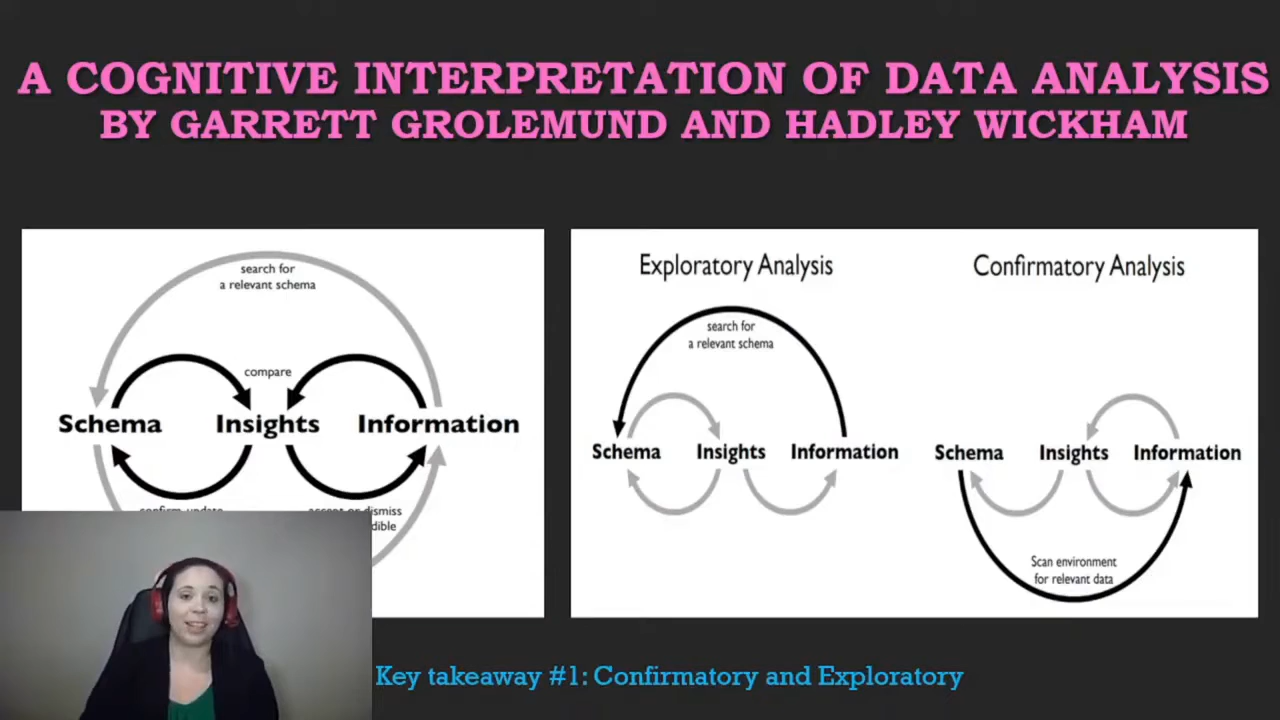 A COGNITIVE INTERPRETATION OF DATA ANALYSIS
BY GARRETT GROLEMUND AND HADLEY WICKHAM
search for
a relevant schema
compare
Schema Insights Information
dismiss
Exploratory Analysis
search for
a relevant schema
Schema Insights Information
Confirmatory Analysis
Schema Insights Information
Scan environment
for relevant data
Key takeaway #1: Confirmatory and Exploratory